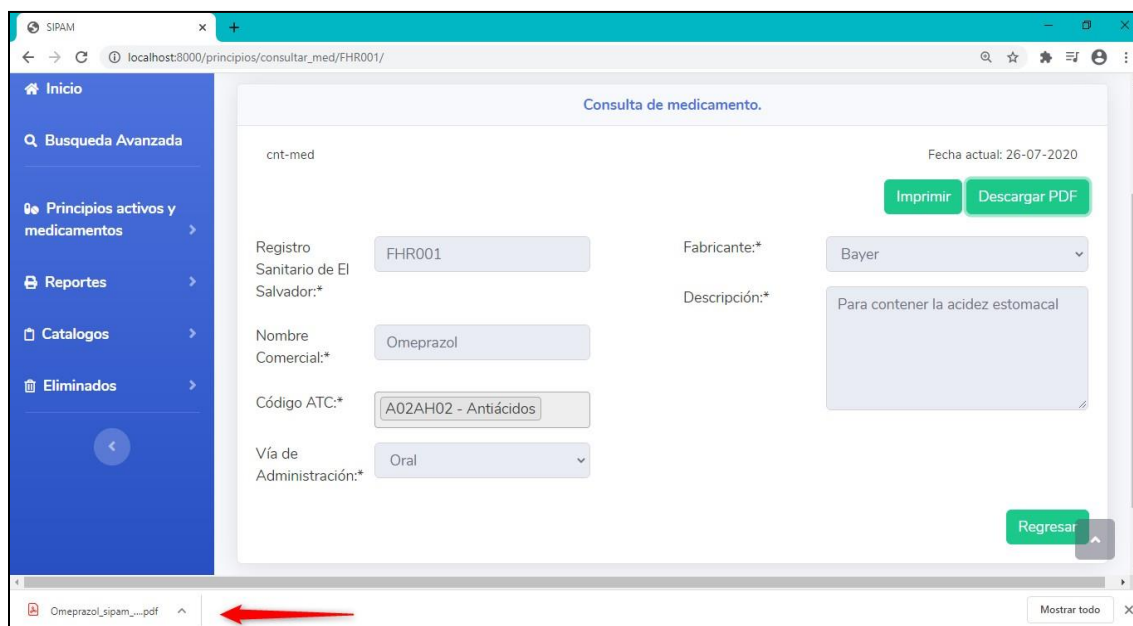 SIPAM
localhost:8000/principios/consultar_med/FHR001/
Inicio
Busqueda Avanzada
Principios activos y
medicamentos
Reportes
Catalogos
Eliminados
Consulta de medicamento.
cnt-med
Fecha actual: 26-07-2020
Imprimir
Descargar PDF
Registro
Sanitario de El
Salvador:*
FHR001
Nombre
Comercial:*
Omeprazol
Código ATC:*
A02AH02 - Antiácidos
Vía de
Administración:*
Oral
Fabricante:*
Bayer
Descripción:*
Para contener la acidez estomacal
Regresar
Omeprazol_sipam_....pdf
Mostrar todo